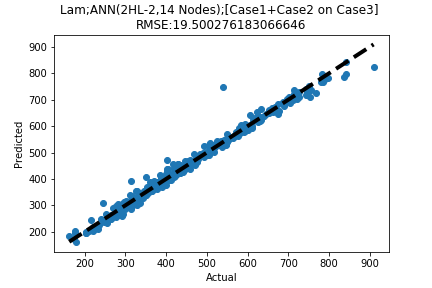 Lam;ANN(2HL-2,14 Nodes);[Case1+Case2 on Case3]
RMSE:19.500276183066646
900
800
700
600
500
400
300
200
Predicted
200 300 400 500 600 700 800 900
Actual